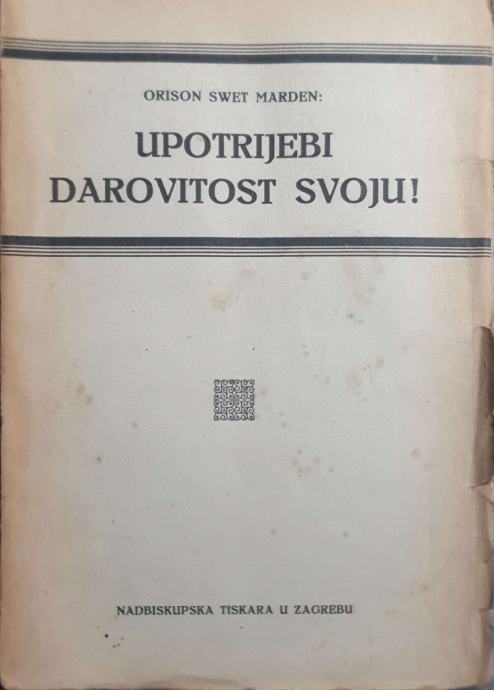 ORISON SWET MARDEN:
UPOTRIJEBI
DAROVITOST SVOJU!
NADBISKUPSKA TISKARA U ZAGREBU